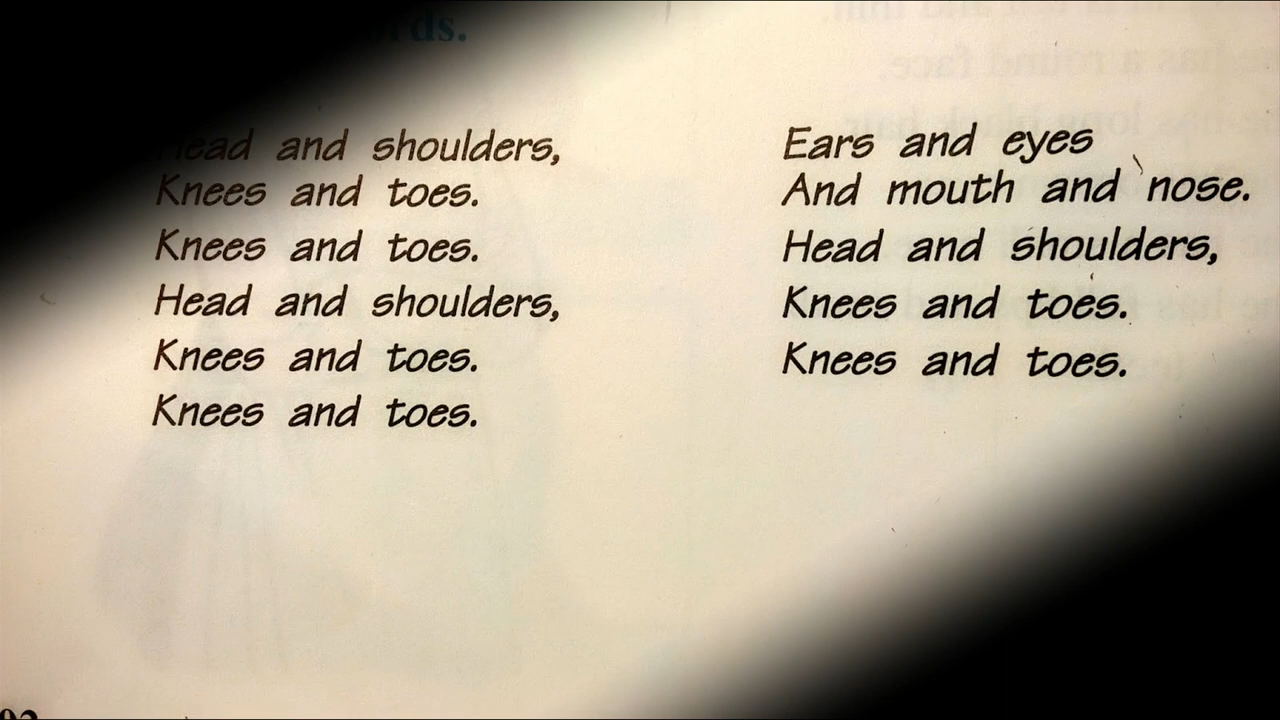 Head and shoulders,
Knees and toes.
Knees and toes.
Head and shoulders,
Knees and toes.
Knees and toes.
Ears and eyes
And mouth and nose.
Head and shoulders,
Knees and toes.
Knees and toes.